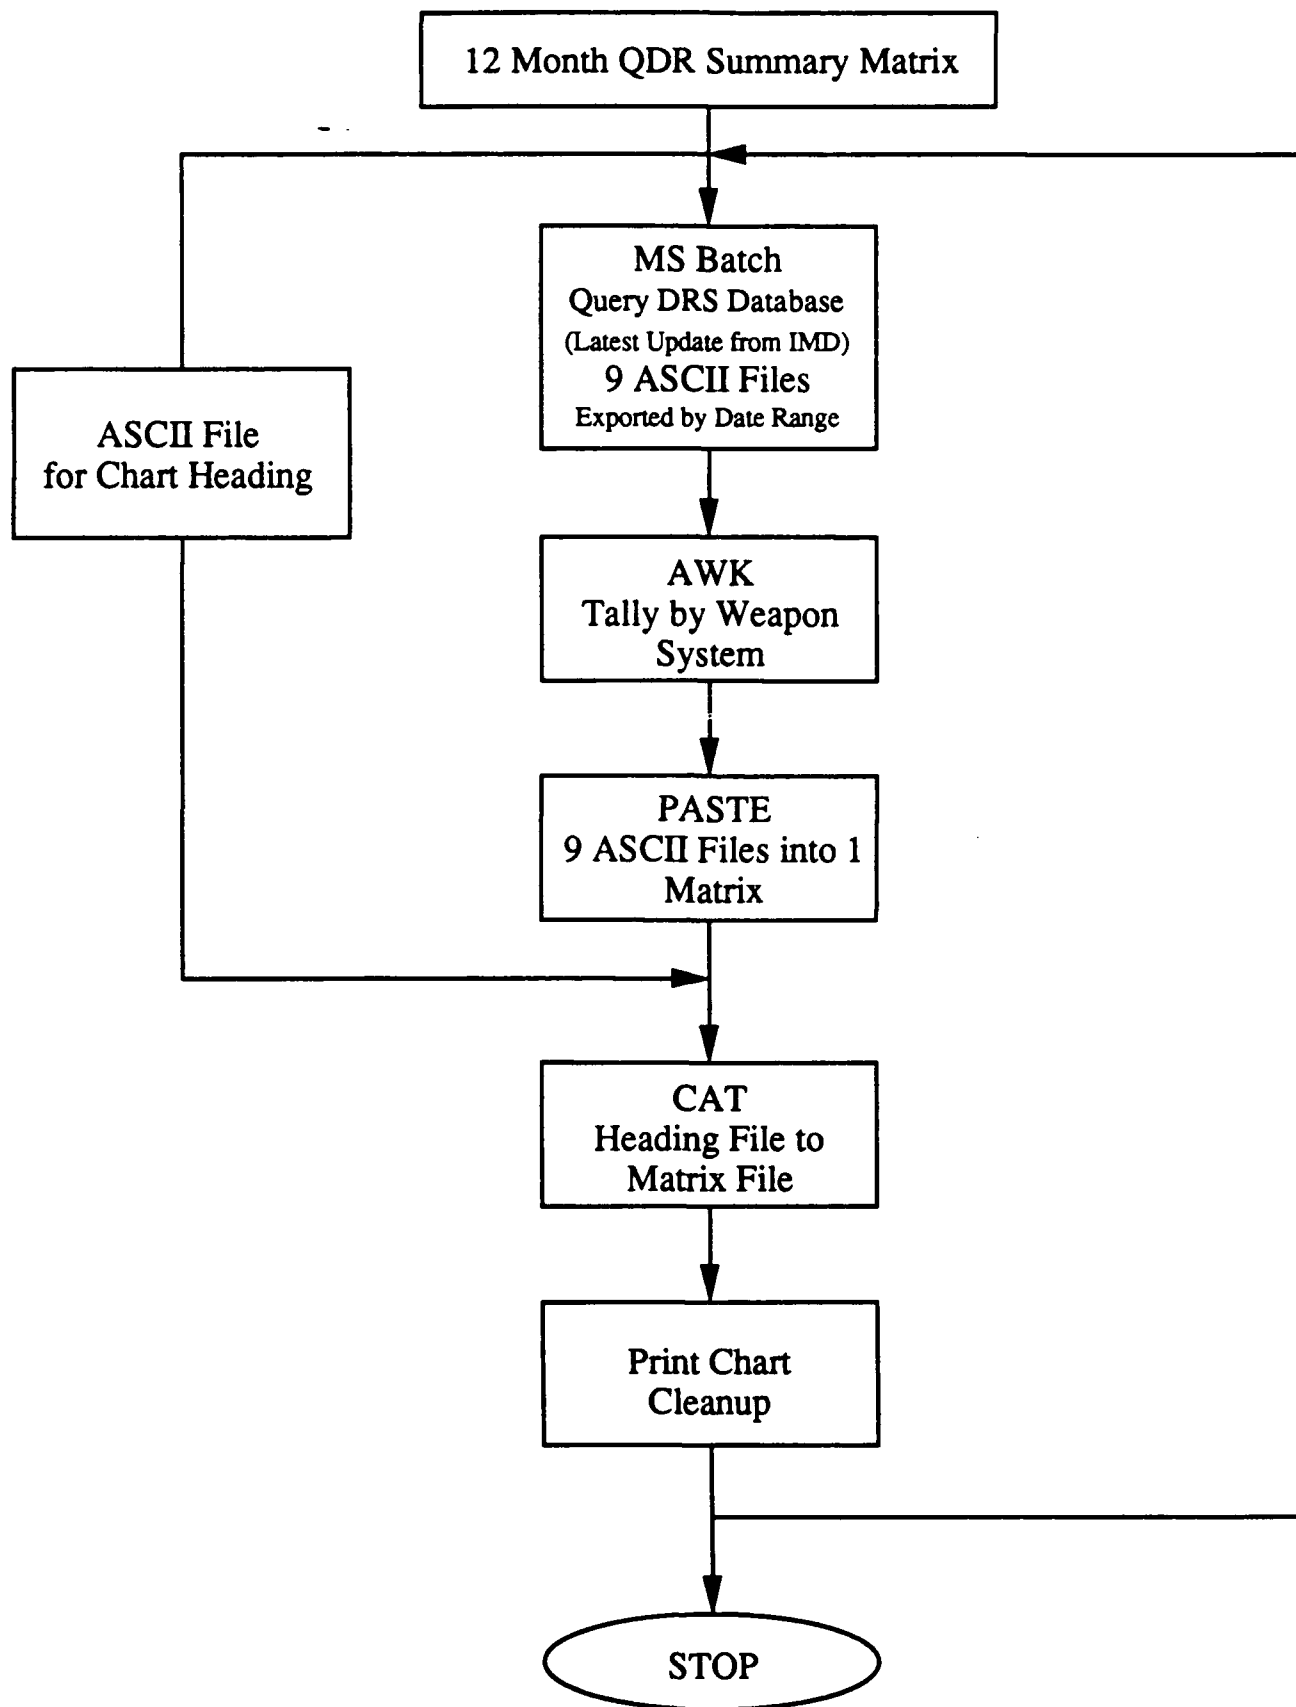 12 Month QDR Summary Matrix
MS Batch
Query DRS Database
(Latest Update from IMD)
9 ASCII Files
Exported by Date Range
ASCII File
for Chart Heading
AWK
Tally by Weapon
System
PASTE
9 ASCII Files into 1
Matrix
CAT
Heading File to
Matrix File
Print Chart
Cleanup
STOP